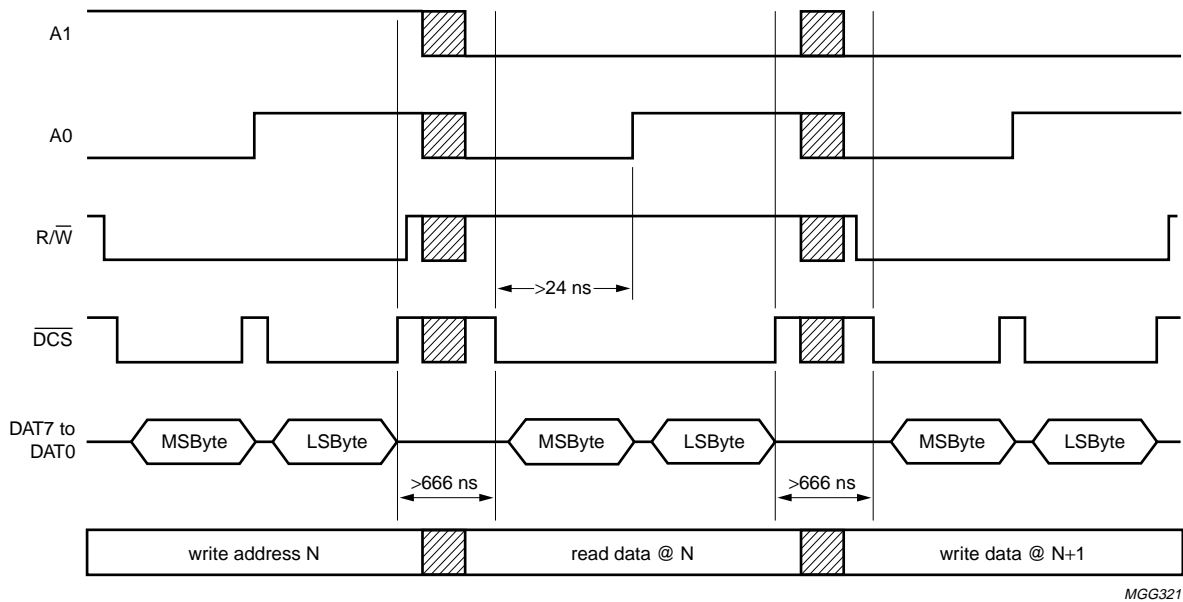 A1
A0
R/W̅
>24 ns
D̅C̅S̅
DAT7 to
DAT0
MSByte LSByte MSByte LSByte MSByte LSByte
>666 ns >666 ns
write address N read data @ N write data @ N+1
MGG321